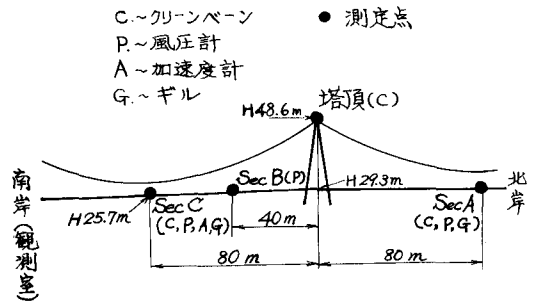 C.～クリーンベーン
P.～風圧計
A～加速度計
G.～ギル
● 測定点
H48.6m
塔頂(C)
南岸(観測室)
H25.7m
Sec C
(C,P,A,G)
Sec B(P)
40m
H29.3m
Sec A
(C,P,G)
北岸
80m
80m